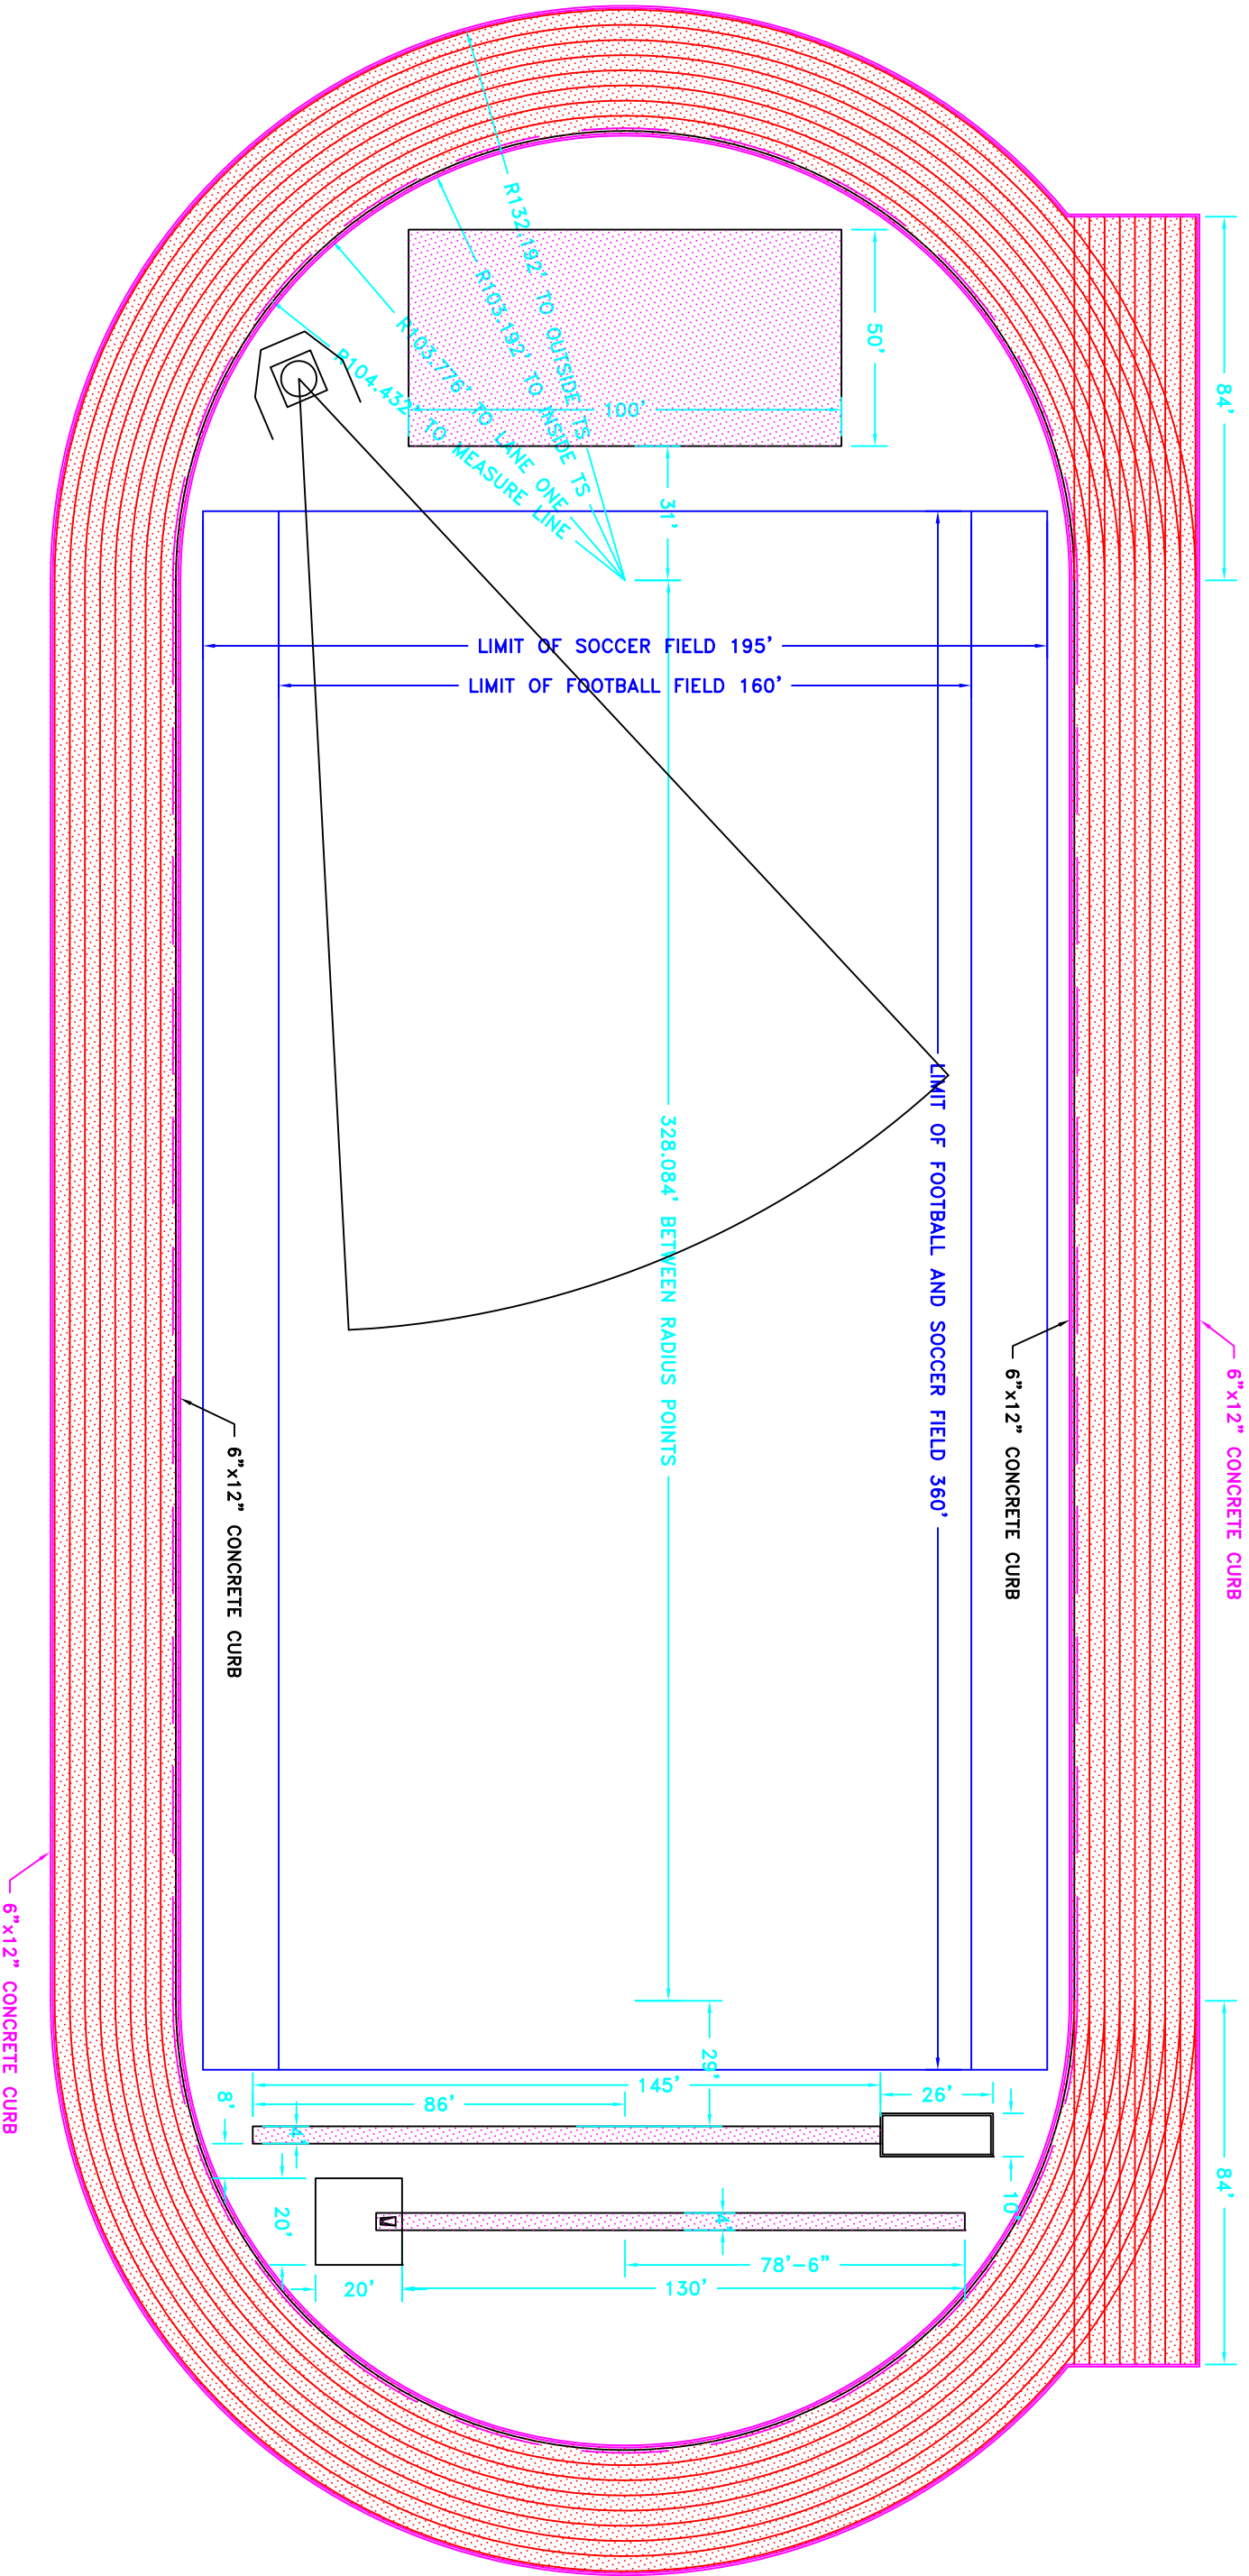 84'
50'
R132.192' TO OUTSIDE TS
R103.192' TO INSIDE TS
R103.776' TO LANE ONE
R104.432' TO MEASURE LINE
100'
31'
LIMIT OF SOCCER FIELD 195'
LIMIT OF FOOTBALL FIELD 160'
LIMIT OF FOOTBALL AND SOCCER FIELD 360'
328.084' BETWEEN RADIUS POINTS
6"x12" CONCRETE CURB
6"x12" CONCRETE CURB
6"x12" CONCRETE CURB
6"x12" CONCRETE CURB
29'
145'
26'
86'
8'
4'
10'
84'
20'
4'
78'-6"
20'
130'